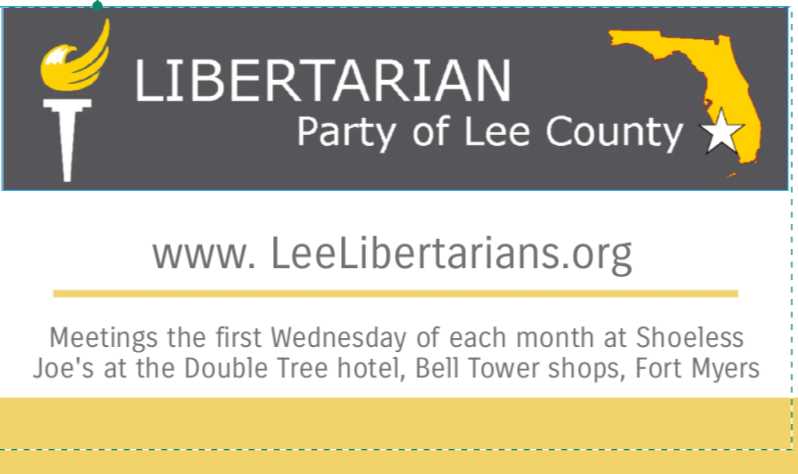 LIBERTARIAN
Party of Lee County
www. LeeLibertarians.org
Meetings the first Wednesday of each month at Shoeless
Joe's at the Double Tree hotel, Bell Tower shops, Fort Myers